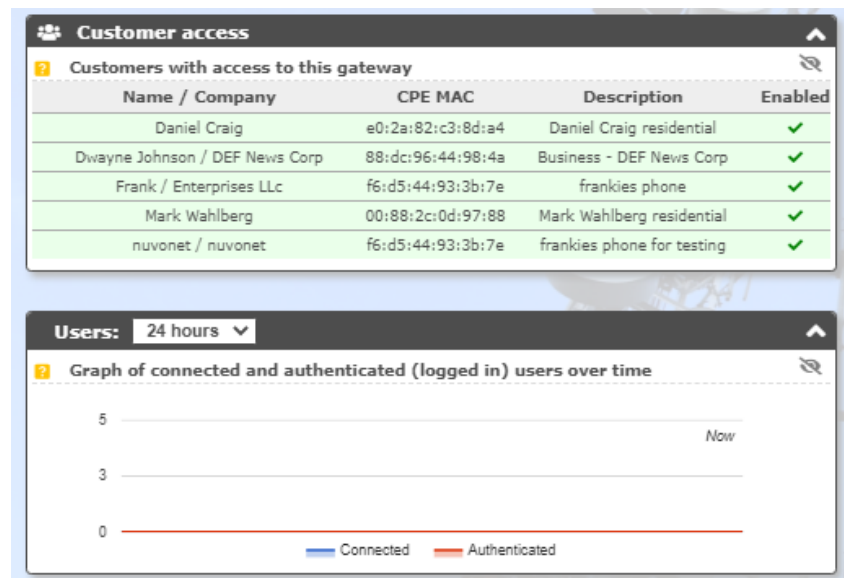 Customer access
? Customers with access to this gateway
Name / Company CPE MAC Description Enabled
Daniel Craig e0:2a:82:c3:8d:a4 Daniel Craig residential
Dwayne Johnson / DEF News Corp 88:dc:96:44:98:4a Business - DEF News Corp
Frank / Enterprises LLc f6:d5:44:93:3b:7e frankies phone
Mark Wahlberg 00:88:2c:0d:97:88 Mark Wahlberg residential
nuvonet / nuvonet f6:d5:44:93:3b:7e frankies phone for testing
Users: 24 hours
? Graph of connected and authenticated (logged in) users over time
5
Now
3
0
Connected Authenticated